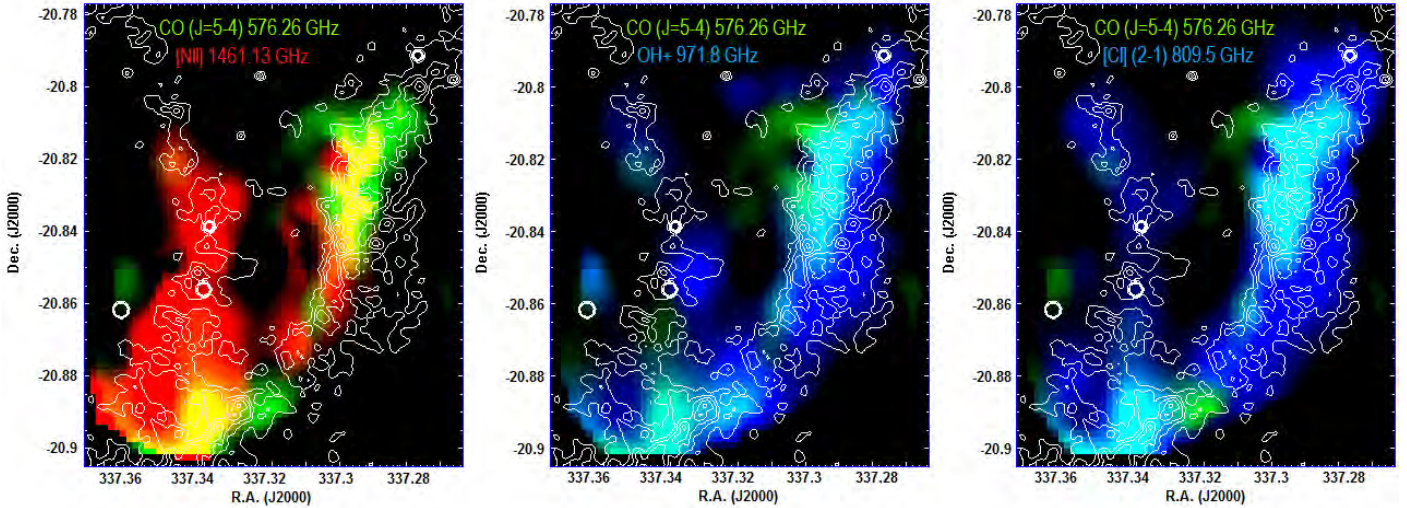 CO (J=5-4) 576.26 GHz
[NII] 1461.13 GHz
-20.78
-20.8
-20.82
-20.84
-20.86
-20.88
-20.9
Dec. (J2000)
337.36 337.34 337.32 337.3 337.28
R.A. (J2000)
CO (J=5-4) 576.26 GHz
OH+ 971.8 GHz
-20.78
-20.8
-20.82
-20.84
-20.86
-20.88
-20.9
Dec. (J2000)
337.36 337.34 337.32 337.3 337.28
R.A. (J2000)
CO (J=5-4) 576.26 GHz
[CI] (2-1) 809.5 GHz
-20.78
-20.8
-20.82
-20.84
-20.86
-20.88
-20.9
Dec. (J2000)
337.36 337.34 337.32 337.3 337.28
R.A. (J2000)